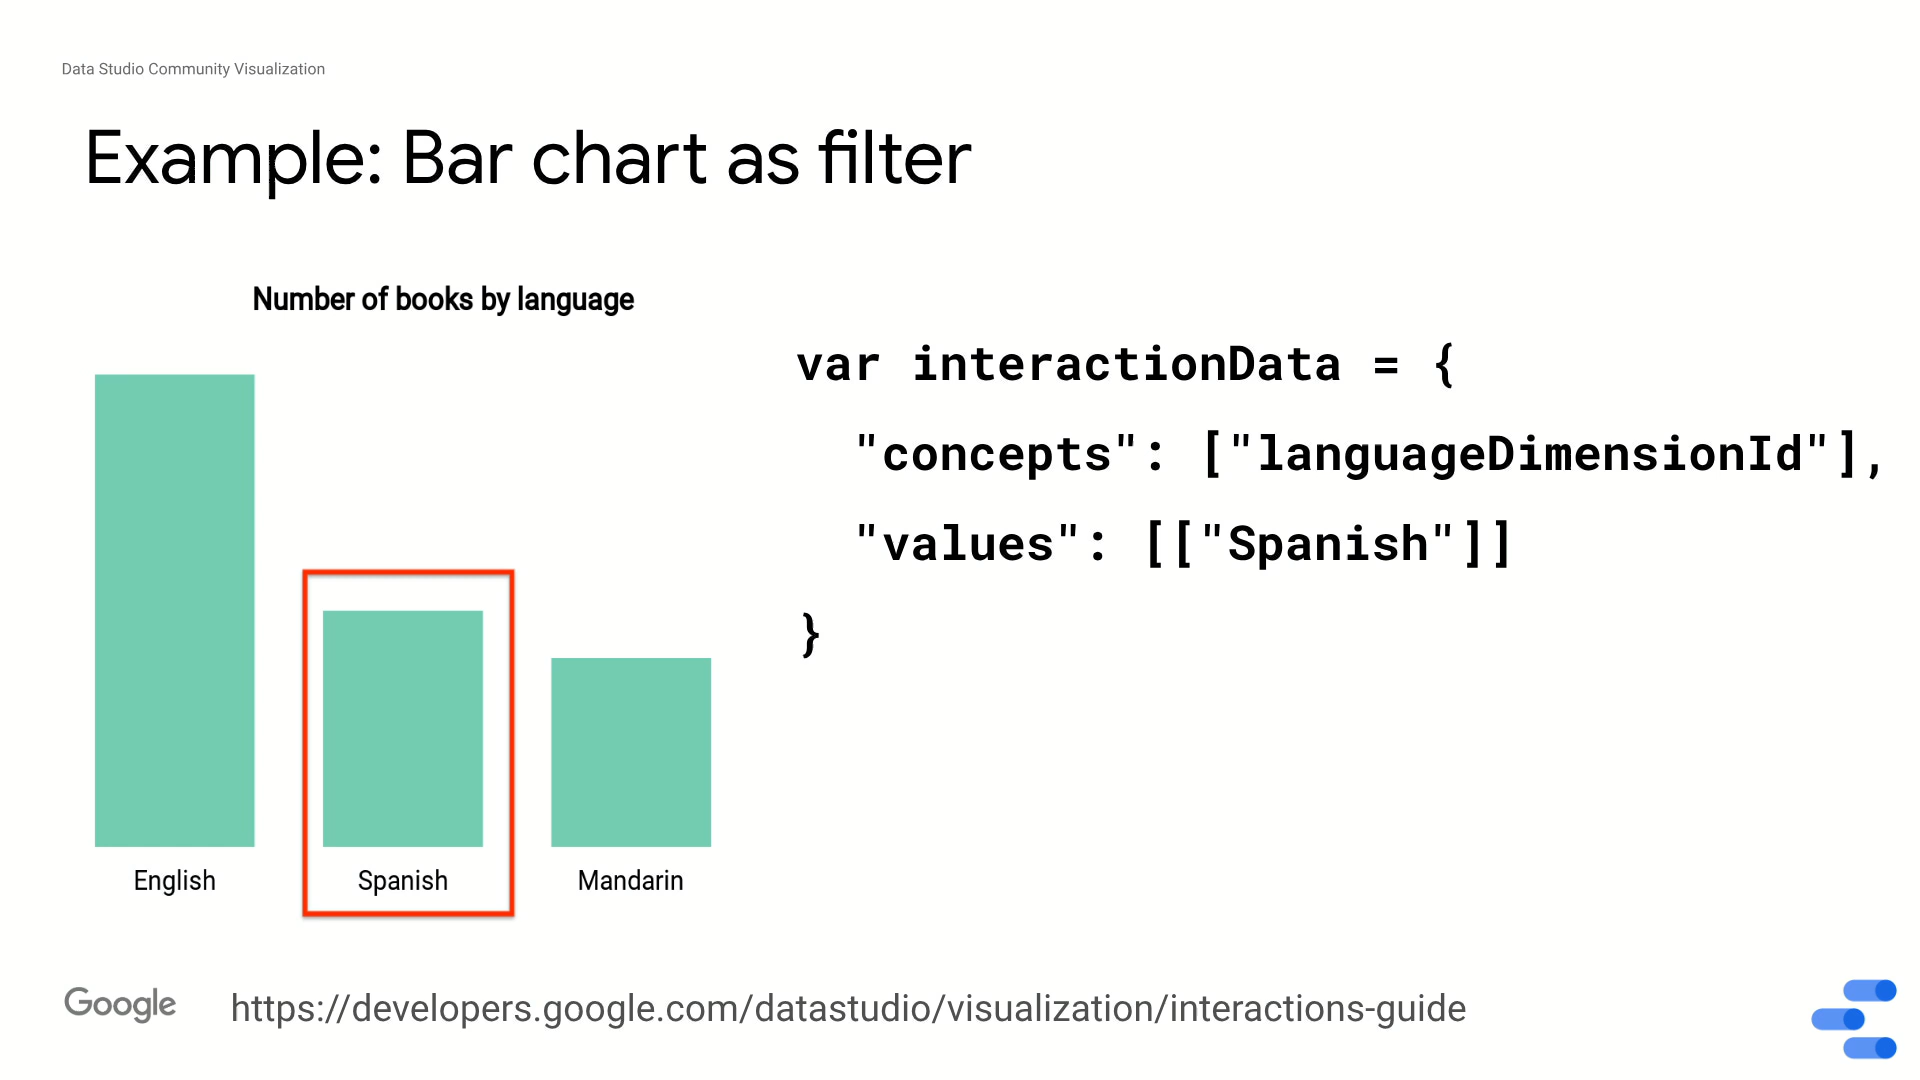 Data Studio Community Visualization
Example: Bar chart as filter
Number of books by language
English
Spanish
Mandarin
var interactionData = {
"concepts": ["languageDimensionId"],
"values": [["Spanish"]]
}
Google
https://developers.google.com/datastudio/visualization/interactions-guide